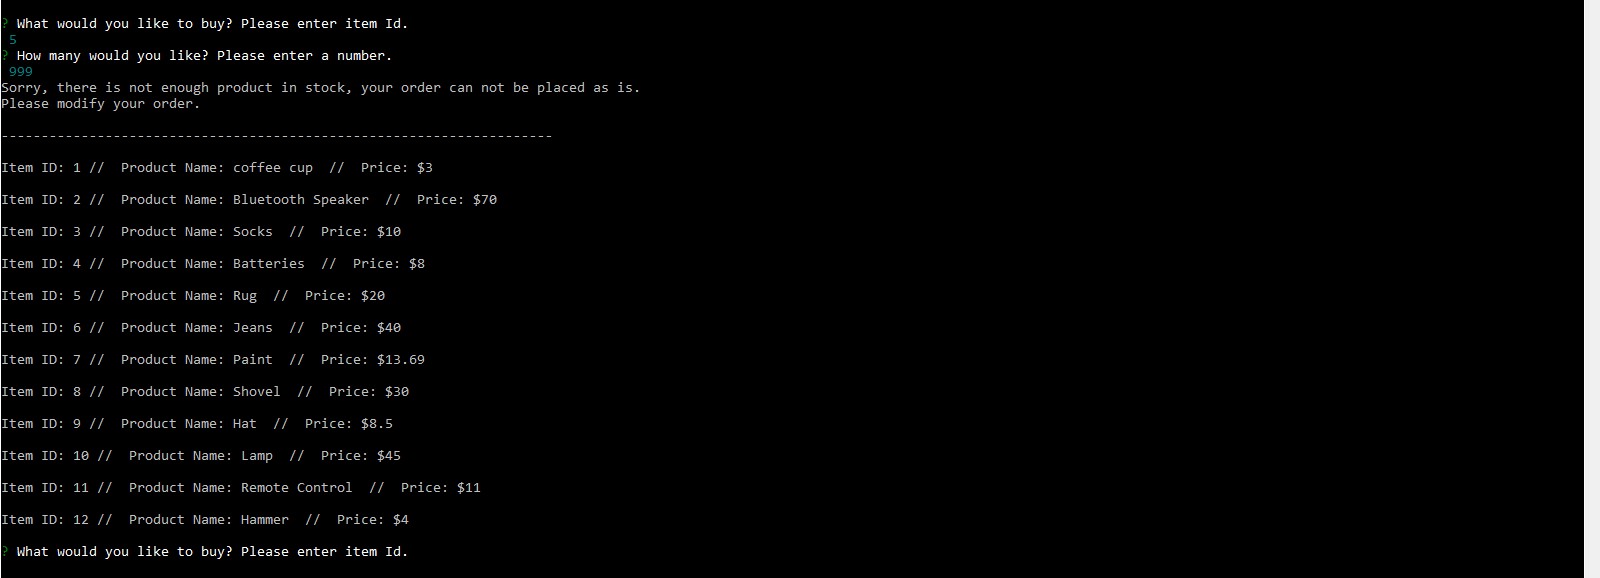 ? What would you like to buy? Please enter item Id.
5
? How many would you like? Please enter a number.
999
Sorry, there is not enough product in stock, your order can not be placed as is.
Please modify your order.
---------------------------------------------------------------------
Item ID: 1 //  Product Name: coffee cup  //  Price: $3
Item ID: 2 //  Product Name: Bluetooth Speaker  //  Price: $70
Item ID: 3 //  Product Name: Socks  //  Price: $10
Item ID: 4 //  Product Name: Batteries  //  Price: $8
Item ID: 5 //  Product Name: Rug  //  Price: $20
Item ID: 6 //  Product Name: Jeans  //  Price: $40
Item ID: 7 //  Product Name: Paint  //  Price: $13.69
Item ID: 8 //  Product Name: Shovel  //  Price: $30
Item ID: 9 //  Product Name: Hat  //  Price: $8.5
Item ID: 10 //  Product Name: Lamp  //  Price: $45
Item ID: 11 //  Product Name: Remote Control  //  Price: $11
Item ID: 12 //  Product Name: Hammer  //  Price: $4
? What would you like to buy? Please enter item Id.